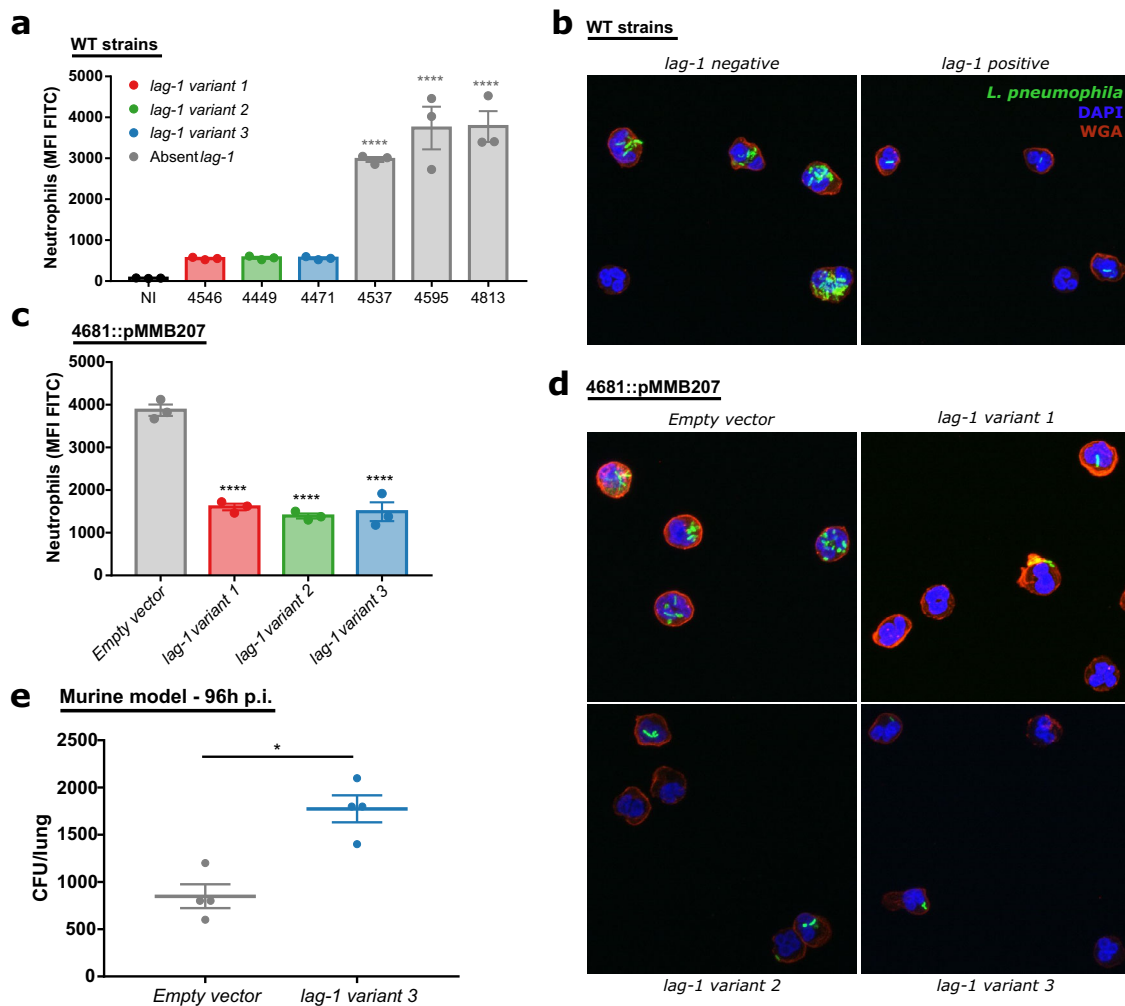 a
WT strains
Neutrophils (MFI FITC)
5000
4000
3000
2000
1000
0
lag-1 variant 1
lag-1 variant 2
lag-1 variant 3
Absent lag-1
****
****
****
NI
4546
4449
4471
4537
4595
4813
b
WT strains
lag-1 negative
lag-1 positive
L. pneumophila
DAPI
WGA
c
4681::pMMB207
Neutrophils (MFI FITC)
5000
4000
3000
2000
1000
0
****
****
****
Empty vector
lag-1 variant 1
lag-1 variant 2
lag-1 variant 3
d
4681::pMMB207
Empty vector
lag-1 variant 1
lag-1 variant 2
lag-1 variant 3
e
Murine model - 96h p.i.
CFU/lung
2500
2000
1500
1000
500
0
*
Empty vector
lag-1 variant 3